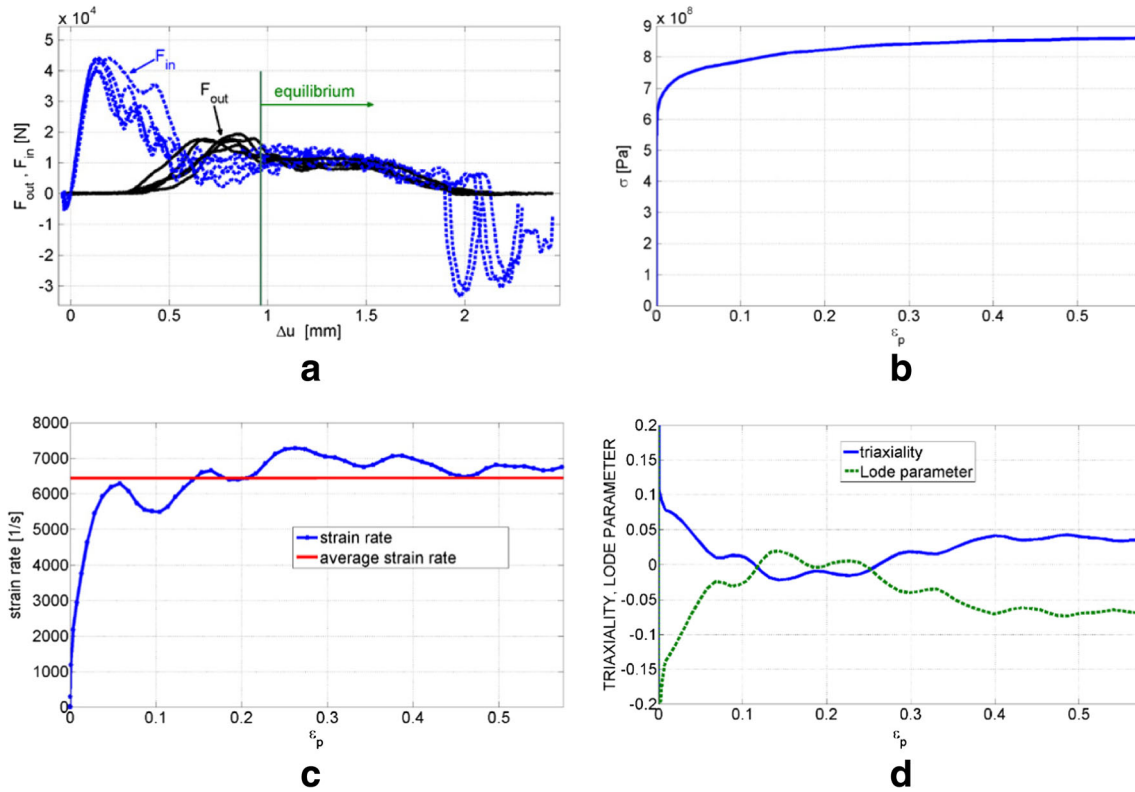 x 10^4
5
4
3
2
1
0
-1
-2
-3
F_out , F_in [N]
F_in
F_out
equilibrium
0
0.5
1
1.5
2
Δu [mm]
a
x 10^8
9
8
7
6
5
4
3
2
1
0
σ [Pa]
0
0.1
0.2
0.3
0.4
0.5
ε_p
b
8000
7000
6000
5000
4000
3000
2000
1000
0
strain rate [1/s]
strain rate
average strain rate
0
0.1
0.2
0.3
0.4
0.5
ε_p
c
0.2
0.15
0.1
0.05
0
-0.05
-0.1
-0.15
-0.2
TRIAXIALITY, LODE PARAMETER
triaxiality
Lode parameter
0
0.1
0.2
0.3
0.4
0.5
ε_p
d